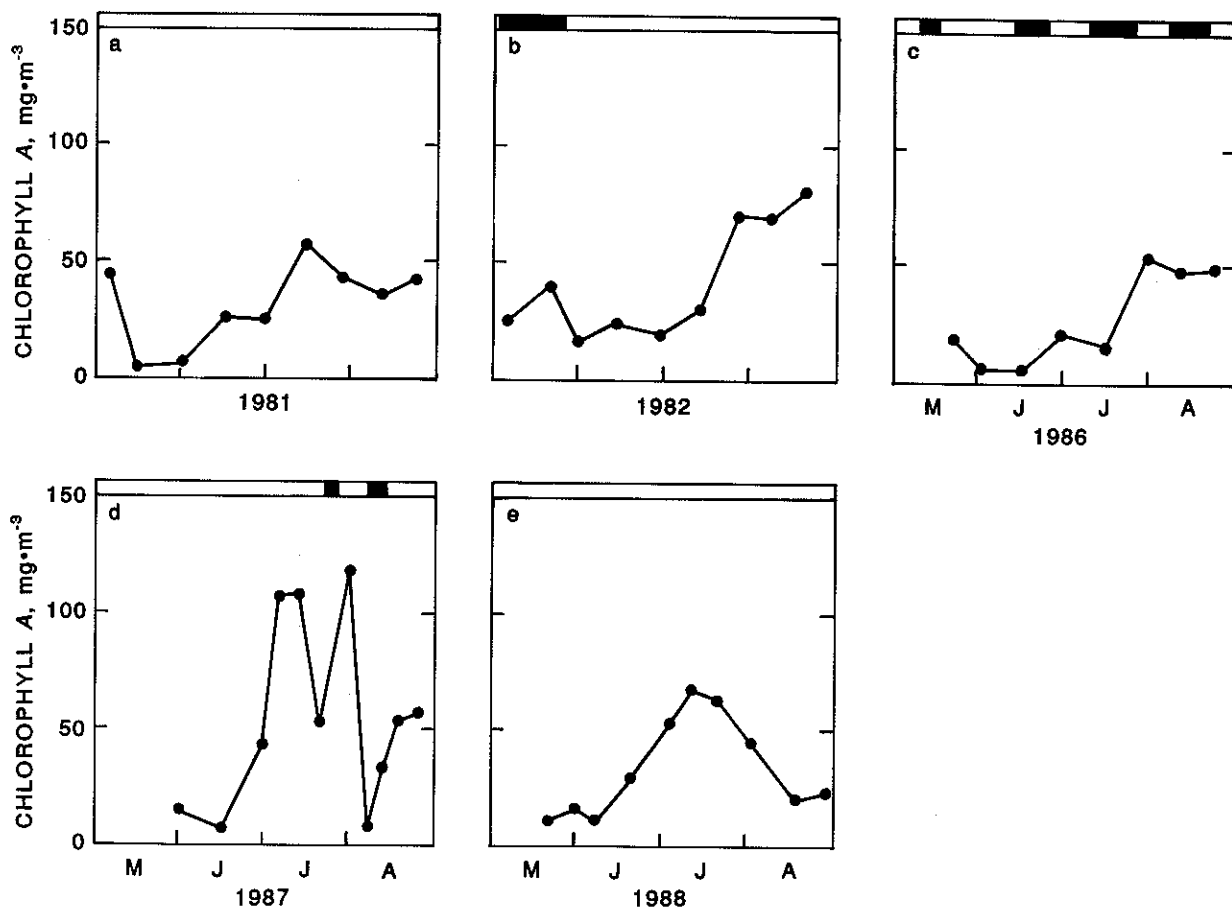 CHLOROPHYLL A, mg•m-3
150
100
50
0
a
1981
b
1982
c
M J J A
1986
CHLOROPHYLL A, mg•m-3
150
100
50
0
d
M J J A
1987
e
M J J A
1988